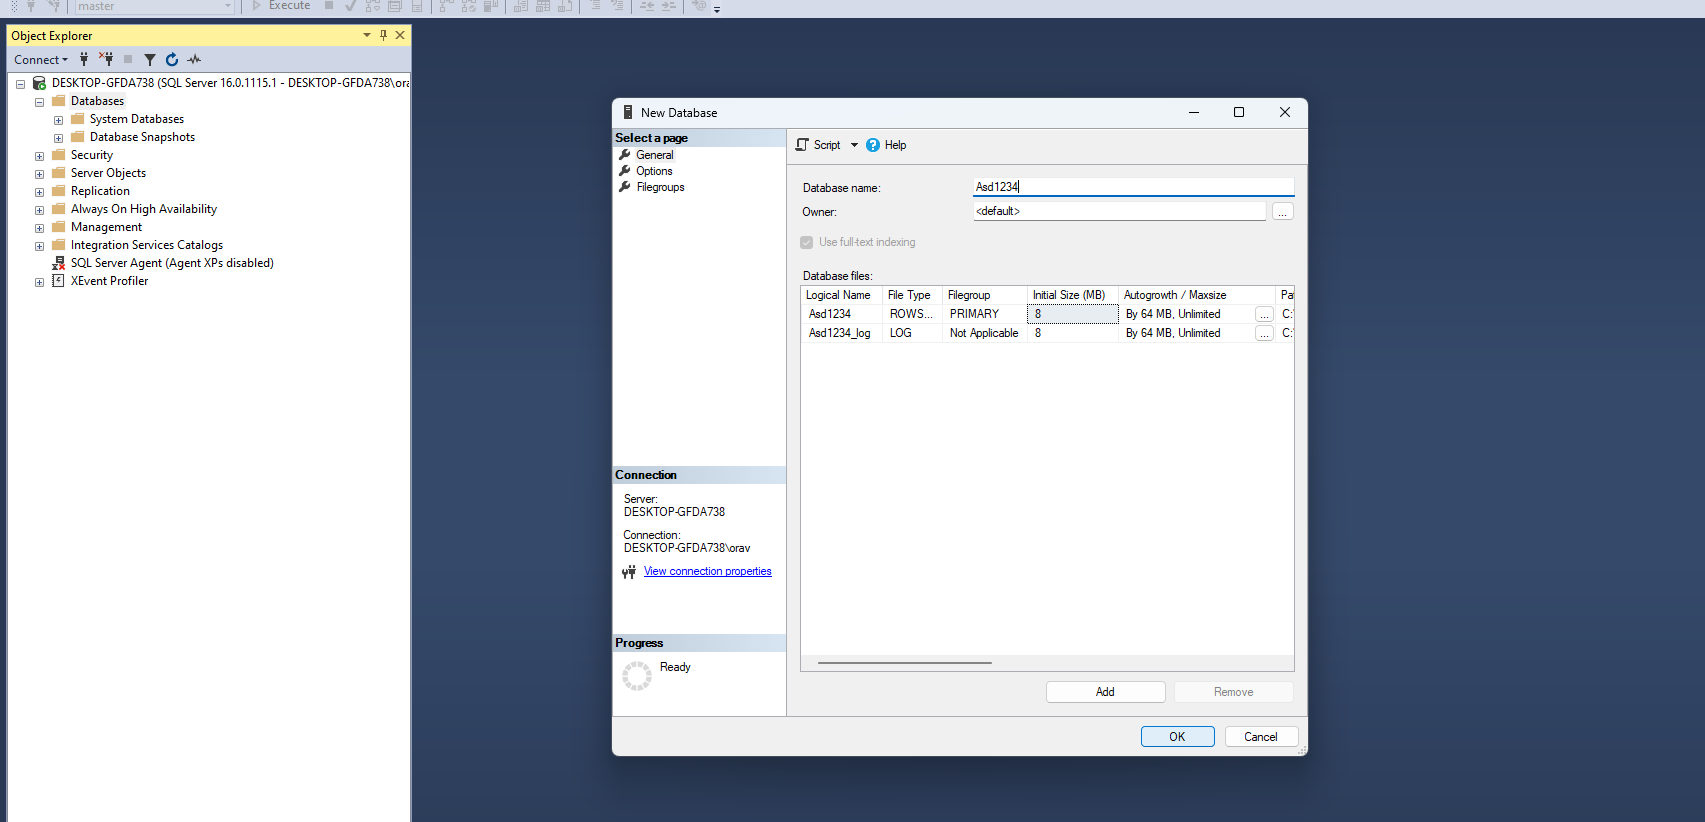 master
Execute
Object Explorer
Connect
DESKTOP-GFDA738 (SQL Server 16.0.1115.1 - DESKTOP-GFDA738\ora
Databases
System Databases
Database Snapshots
Security
Server Objects
Replication
Always On High Availability
Management
Integration Services Catalogs
SQL Server Agent (Agent XPs disabled)
XEvent Profiler
New Database
Select a page
General
Options
Filegroups
Connection
Server:
DESKTOP-GFDA738
Connection:
DESKTOP-GFDA738\orav
View connection properties
Progress
Ready
Script
Help
Database name: Asd1234
Owner: <default> ...
Use full-text indexing
Database files:
Logical Name File Type Filegroup Initial Size (MB) Autogrowth / Maxsize Pa
Asd1234 ROWS... PRIMARY 8 By 64 MB, Unlimited ... C:
Asd1234_log LOG Not Applicable 8 By 64 MB, Unlimited ... C:
Add Remove
OK Cancel